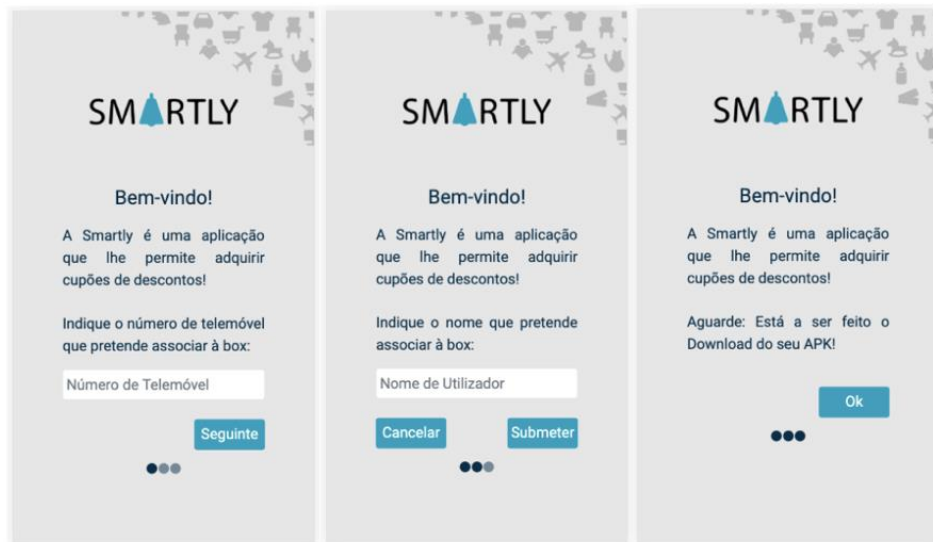 SMARTLY
Bem-vindo!
A Smartly é uma aplicação
que lhe permite adquirir
cupões de descontos!
Indique o número de telemóvel
que pretende associar à box:
Número de Telemóvel
Seguinte
SMARTLY
Bem-vindo!
A Smartly é uma aplicação
que lhe permite adquirir
cupões de descontos!
Indique o nome que pretende
associar à box:
Nome de Utilizador
Cancelar Submeter
SMARTLY
Bem-vindo!
A Smartly é uma aplicação
que lhe permite adquirir
cupões de descontos!
Aguarde: Está a ser feito o
Download do seu APK!
Ok